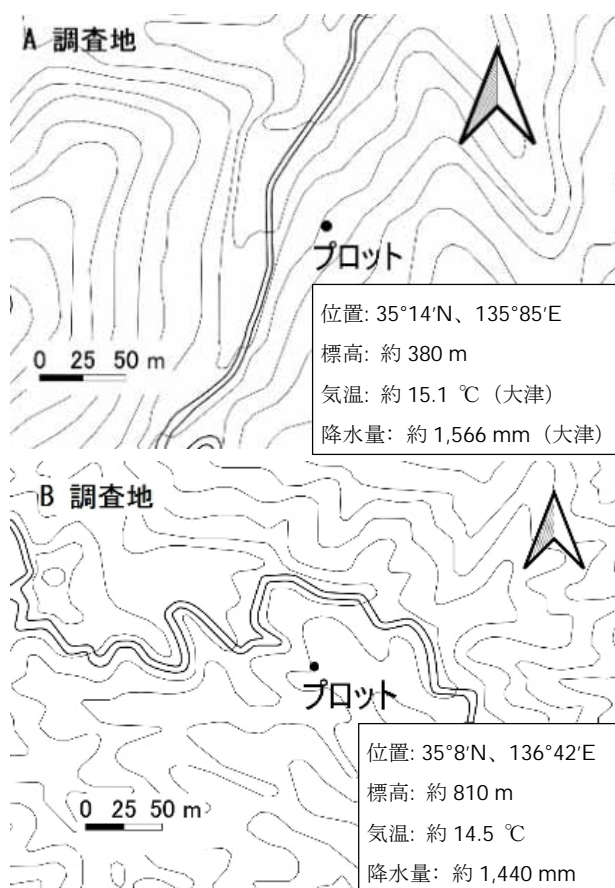 A 調査地
プロット
0 25 50 m
位置: 35°14'N、135°85'E
標高: 約 380 m
気温: 約 15.1 ℃（大津）
降水量: 約 1,566 mm（大津）
B 調査地
プロット
0 25 50 m
位置: 35°8'N、136°42'E
標高: 約 810 m
気温: 約 14.5 ℃
降水量: 約 1,440 mm